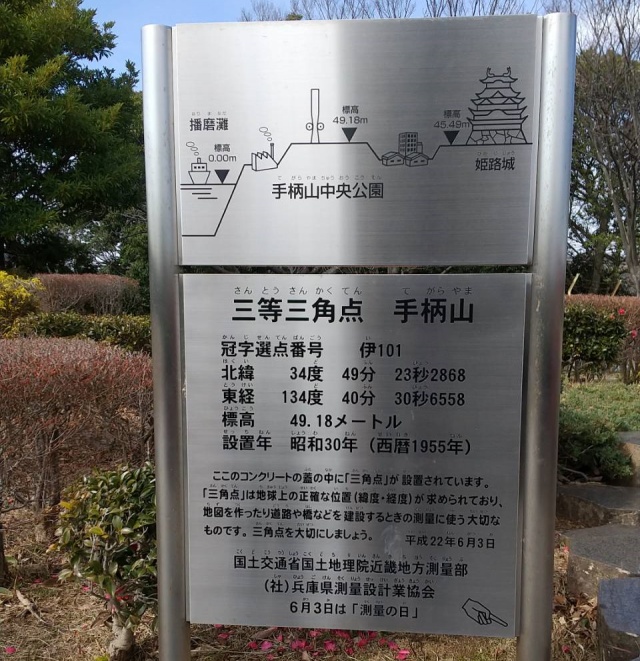 播磨灘
標高
0.00m
標高
49.18m
標高
45.49m
手柄山中央公園
姫路城
三等三角点 手柄山
冠字選点番号 伊101
北緯 34度 49分 23秒2868
東経 134度 40分 30秒6558
標高 49.18メートル
設置年 昭和30年(西暦1955年)
ここのコンクリートの蓋の中に「三角点」が設置されています。
「三角点」は地球上の正確な位置(緯度・経度)が求められており、
地図を作ったり道路や橋などを建設するときの測量に使う大切な
ものです。三角点を大切にしましょう。 平成22年6月3日
国土交通省国土地理院近畿地方測量部
(社)兵庫県測量設計業協会
6月3日は「測量の日」